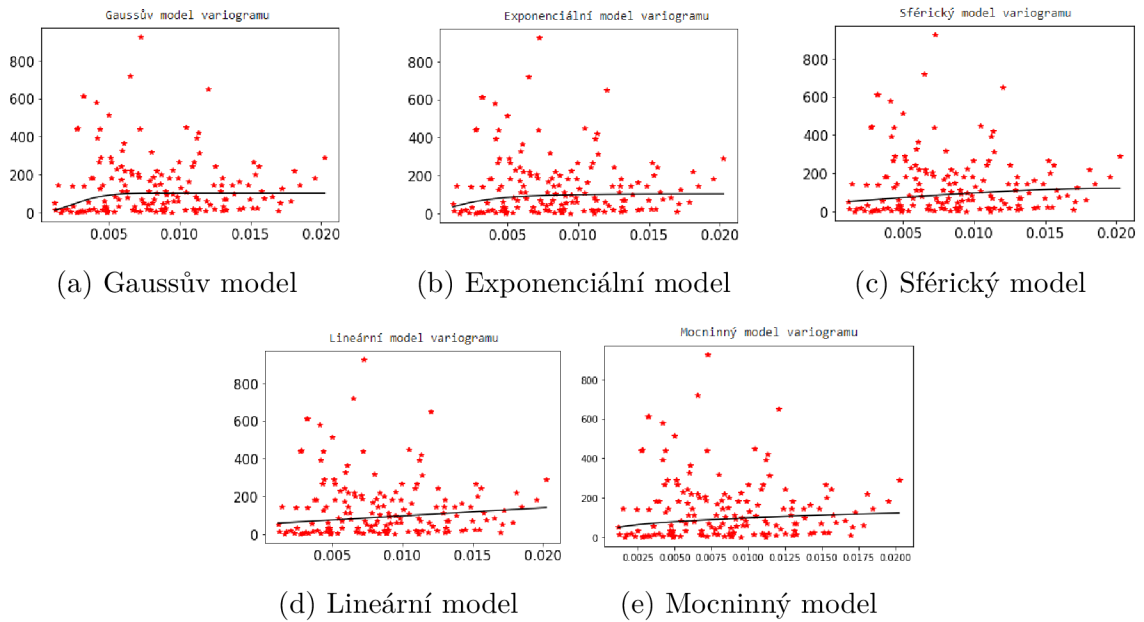 Gaussův model variogramu
800
600
400
200
0
0.005 0.010 0.015 0.020
(a) Gaussův model
Exponenciální model variogramu
800
600
400
200
0
0.005 0.010 0.015 0.020
(b) Exponenciální model
Sférický model variogramu
800
600
400
200
0
0.005 0.010 0.015 0.020
(c) Sférický model
Lineární model variogramu
800
600
400
200
0
0.005 0.010 0.015 0.020
(d) Lineární model
Mocninný model variogramu
800
600
400
200
0
0.0025 0.0050 0.0075 0.0100 0.0125 0.0150 0.0175 0.0200
(e) Mocninný model